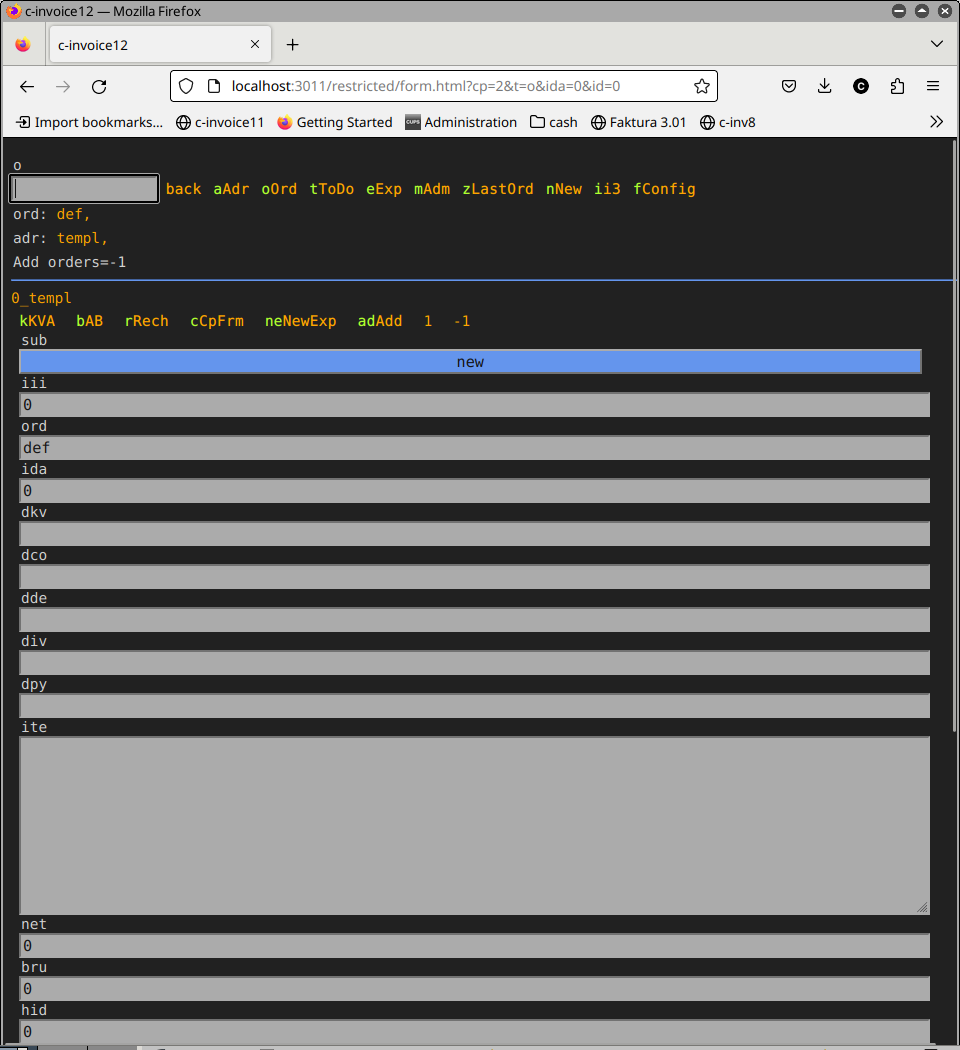 c-invoice12 — Mozilla Firefox
c-invoice12
localhost:3011/restricted/form.html?cp=2&t=o&ida=0&id=0
Import bookmarks... c-invoice11 Getting Started CUPS Administration cash Faktura 3.01 c-inv8
o
back aAdr oOrd tToDo eExp mAdm zLastOrd nNew ii3 fConfig
ord: def,
adr: templ,
Add orders=-1
0_templ
kKVA bAB rRech cCpFrm neNewExp adAdd 1 -1
sub
new
iii
0
ord
def
ida
0
dkv
dco
dde
div
dpy
ite
net
0
bru
0
hid
0